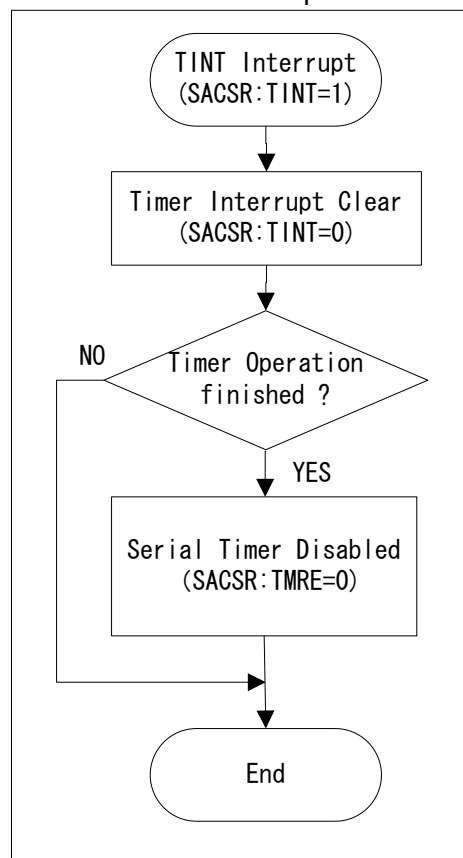 TINT Interrupt
(SACSR:TINT=1)
Timer Interrupt Clear
(SACSR:TINT=0)
NO
Timer Operation
finished ?
YES
Serial Timer Disabled
(SACSR:TMRE=0)
End